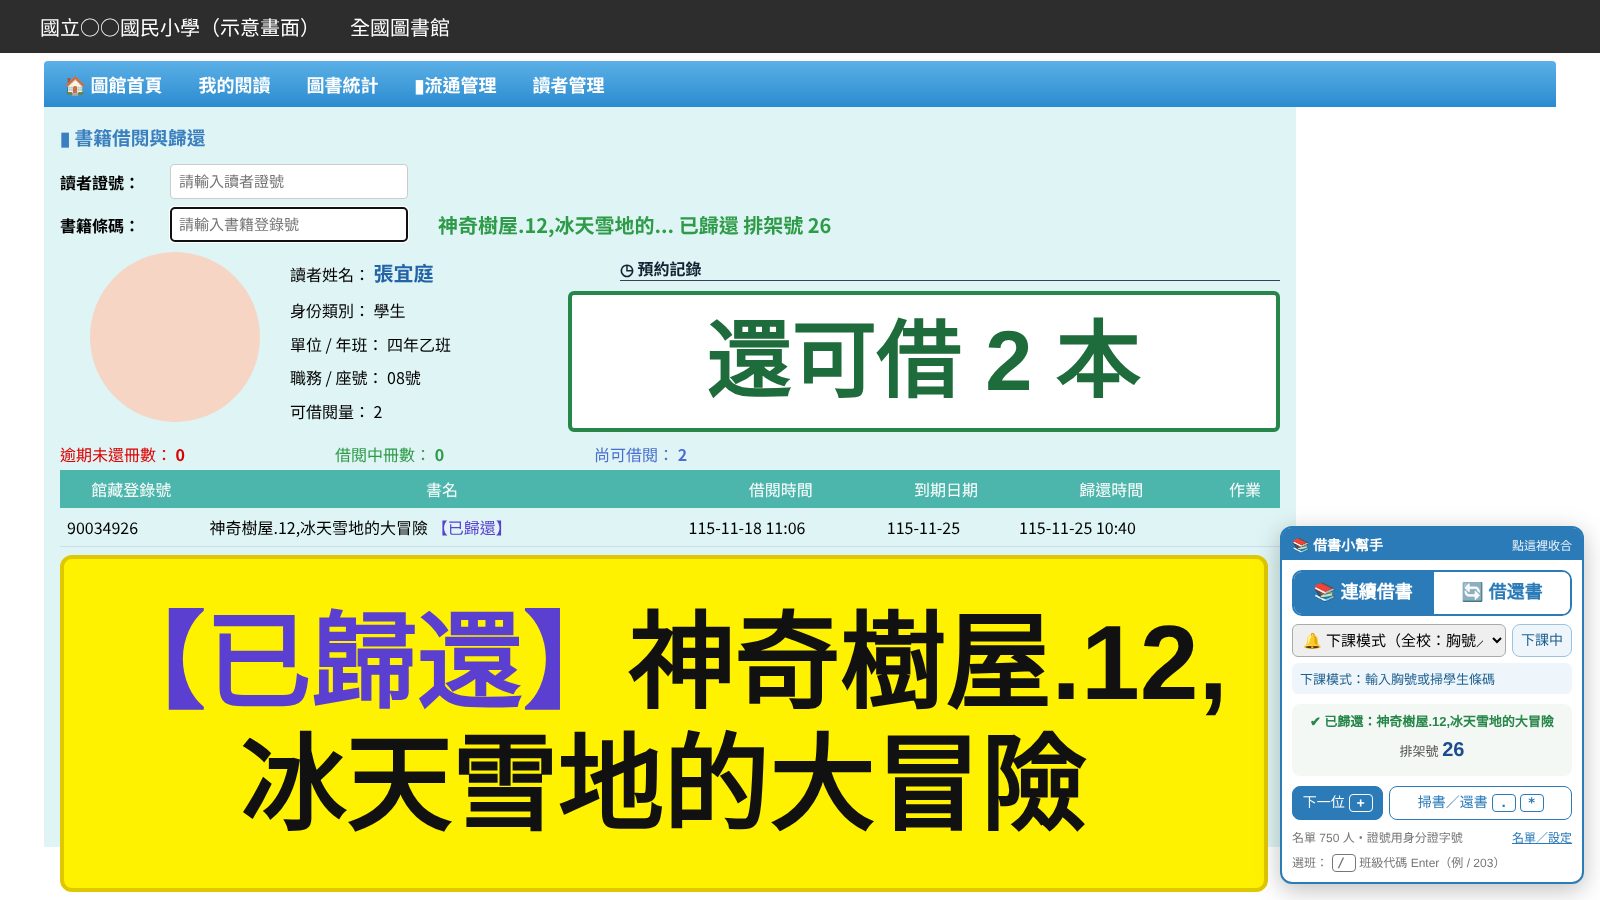 國立○○國民小學（示意畫面） 全國圖書館
🏠 圖館首頁 我的閱讀 圖書統計 ▮流通管理 讀者管理
▮ 書籍借閱與歸還
讀者證號： 請輸入讀者證號
書籍條碼： 請輸入書籍登錄號 神奇樹屋.12,冰天雪地的... 已歸還 排架號 26
讀者姓名： 張宜庭
身份類別： 學生
單位 / 年班： 四年乙班
職務 / 座號： 08號
可借閱量： 2
◷ 預約記錄
還可借 2 本
逾期未還冊數： 0 借閱中冊數： 0 尚可借閱： 2
館藏登錄號 書名 借閱時間 到期日期 歸還時間 作業
90034926 神奇樹屋.12,冰天雪地的大冒險 【已歸還】 115-11-18 11:06 115-11-25 115-11-25 10:40
【已歸還】 神奇樹屋.12,
冰天雪地的大冒險
📚 借書小幫手 點這裡收合
📚 連續借書 🔄 借還書
🔔 下課模式（全校：胸號 下課中
下課模式：輸入胸號或掃學生條碼
✔ 已歸還：神奇樹屋.12,冰天雪地的大冒險
排架號 26
下一位 + 掃書／還書 . *
名單 750 人・證號用身分證字號 名單／設定
選班： / 班級代碼 Enter（例 / 203）